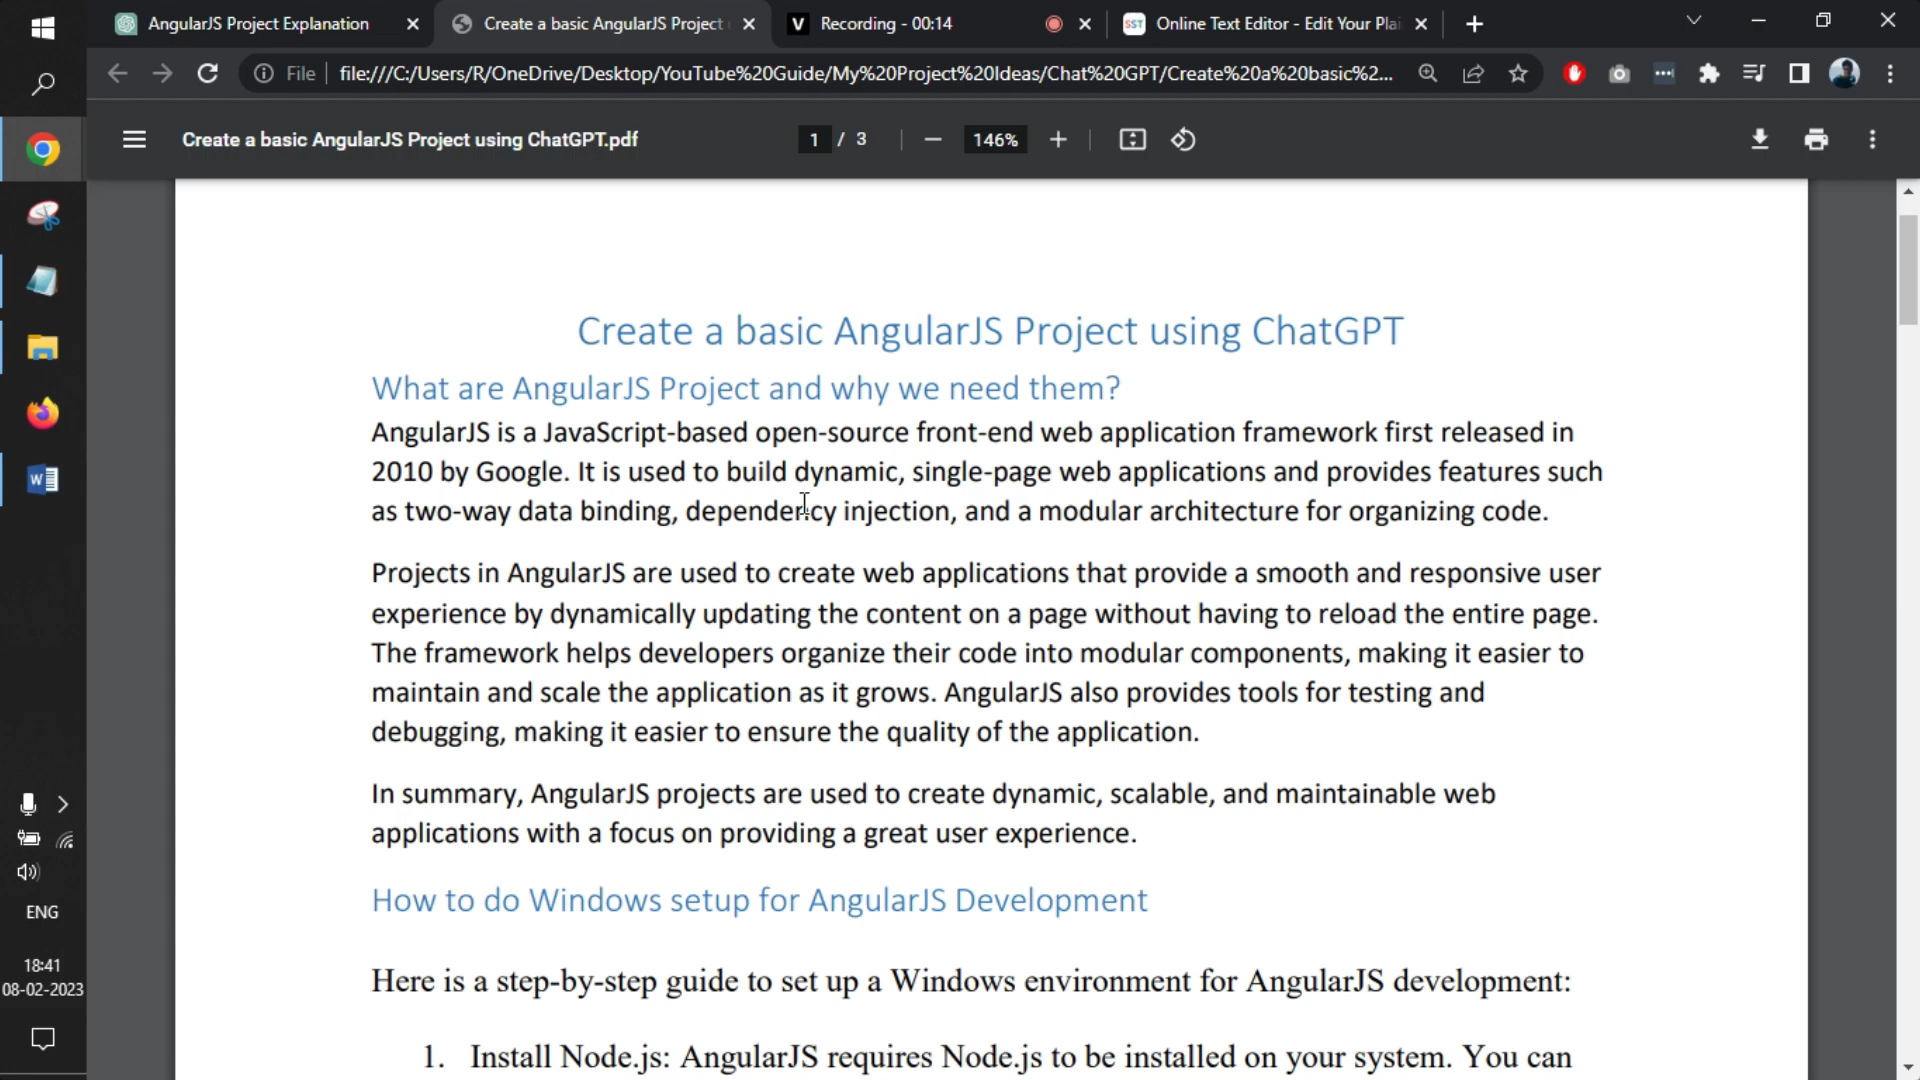 AngularJS Project Explanation
Create a basic AngularJS Project
V Recording - 00:14
SST Online Text Editor - Edit Your Plai
File file:///C:/Users/R/OneDrive/Desktop/YouTube%20Guide/My%20Project%20Ideas/Chat%20GPT/Create%20a%20basic%2...
Create a basic AngularJS Project using ChatGPT.pdf
1 / 3
146%
Create a basic AngularJS Project using ChatGPT
What are AngularJS Project and why we need them?
AngularJS is a JavaScript-based open-source front-end web application framework first released in
2010 by Google. It is used to build dynamic, single-page web applications and provides features such
as two-way data binding, dependency injection, and a modular architecture for organizing code.
Projects in AngularJS are used to create web applications that provide a smooth and responsive user
experience by dynamically updating the content on a page without having to reload the entire page.
The framework helps developers organize their code into modular components, making it easier to
maintain and scale the application as it grows. AngularJS also provides tools for testing and
debugging, making it easier to ensure the quality of the application.
In summary, AngularJS projects are used to create dynamic, scalable, and maintainable web
applications with a focus on providing a great user experience.
How to do Windows setup for AngularJS Development
Here is a step-by-step guide to set up a Windows environment for AngularJS development:
1. Install Node.js: AngularJS requires Node.js to be installed on your system. You can
W
ENG
18:41
08-02-2023